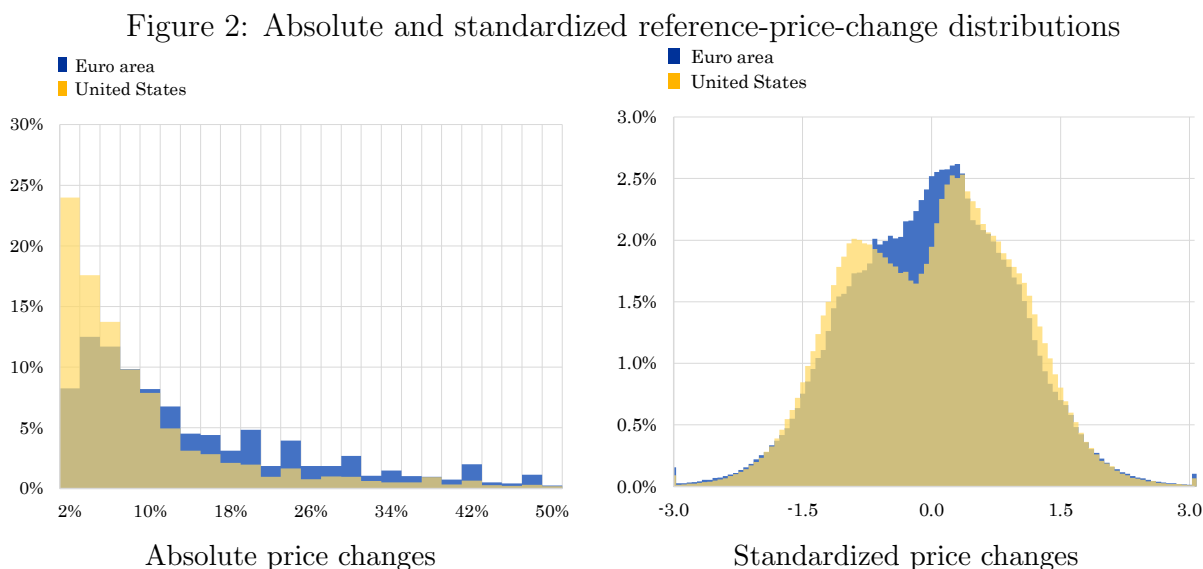 Figure 2: Absolute and standardized reference-price-change distributions
Euro area
United States
30%
25%
20%
15%
10%
5%
0%
2% 10% 18% 26% 34% 42% 50%
Absolute price changes
Euro area
United States
3.0%
2.5%
2.0%
1.5%
1.0%
0.5%
0.0%
-3.0 -1.5 0.0 1.5 3.0
Standardized price changes